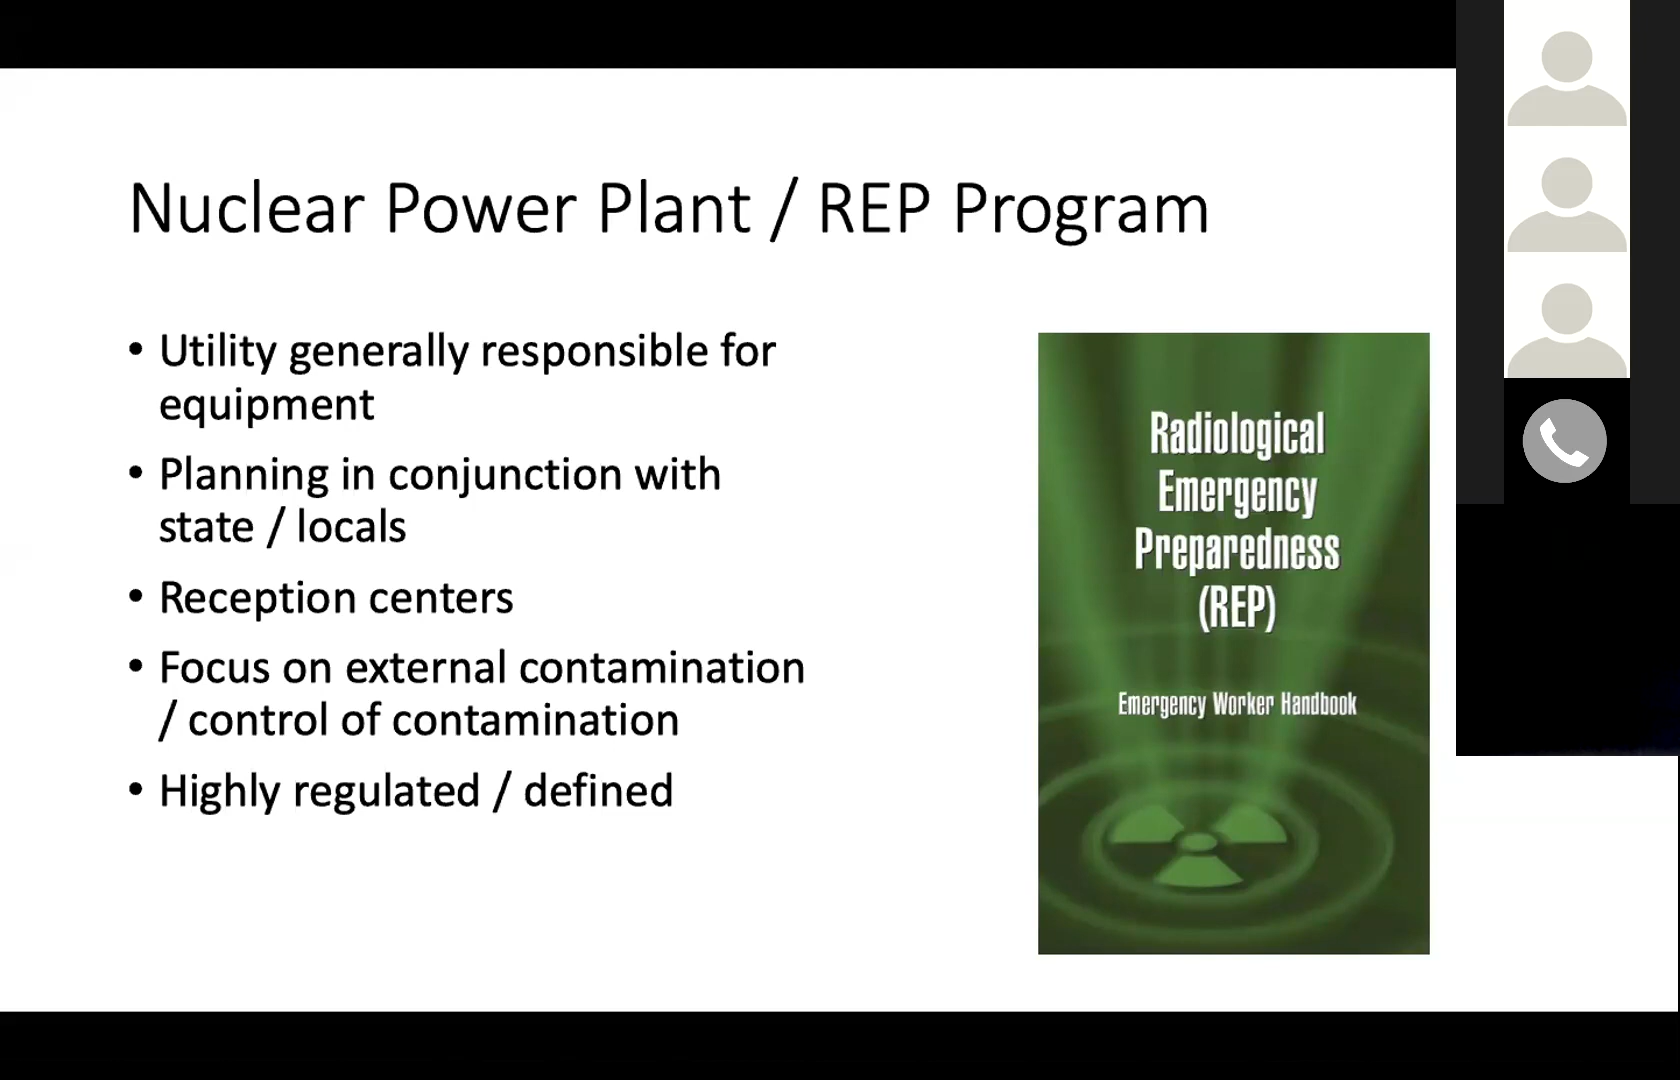 Nuclear Power Plant / REP Program
• Utility generally responsible for
equipment
• Planning in conjunction with
state / locals
• Reception centers
• Focus on external contamination
/ control of contamination
• Highly regulated / defined
Radiological
Emergency
Preparedness
(REP)
Emergency Worker Handbook